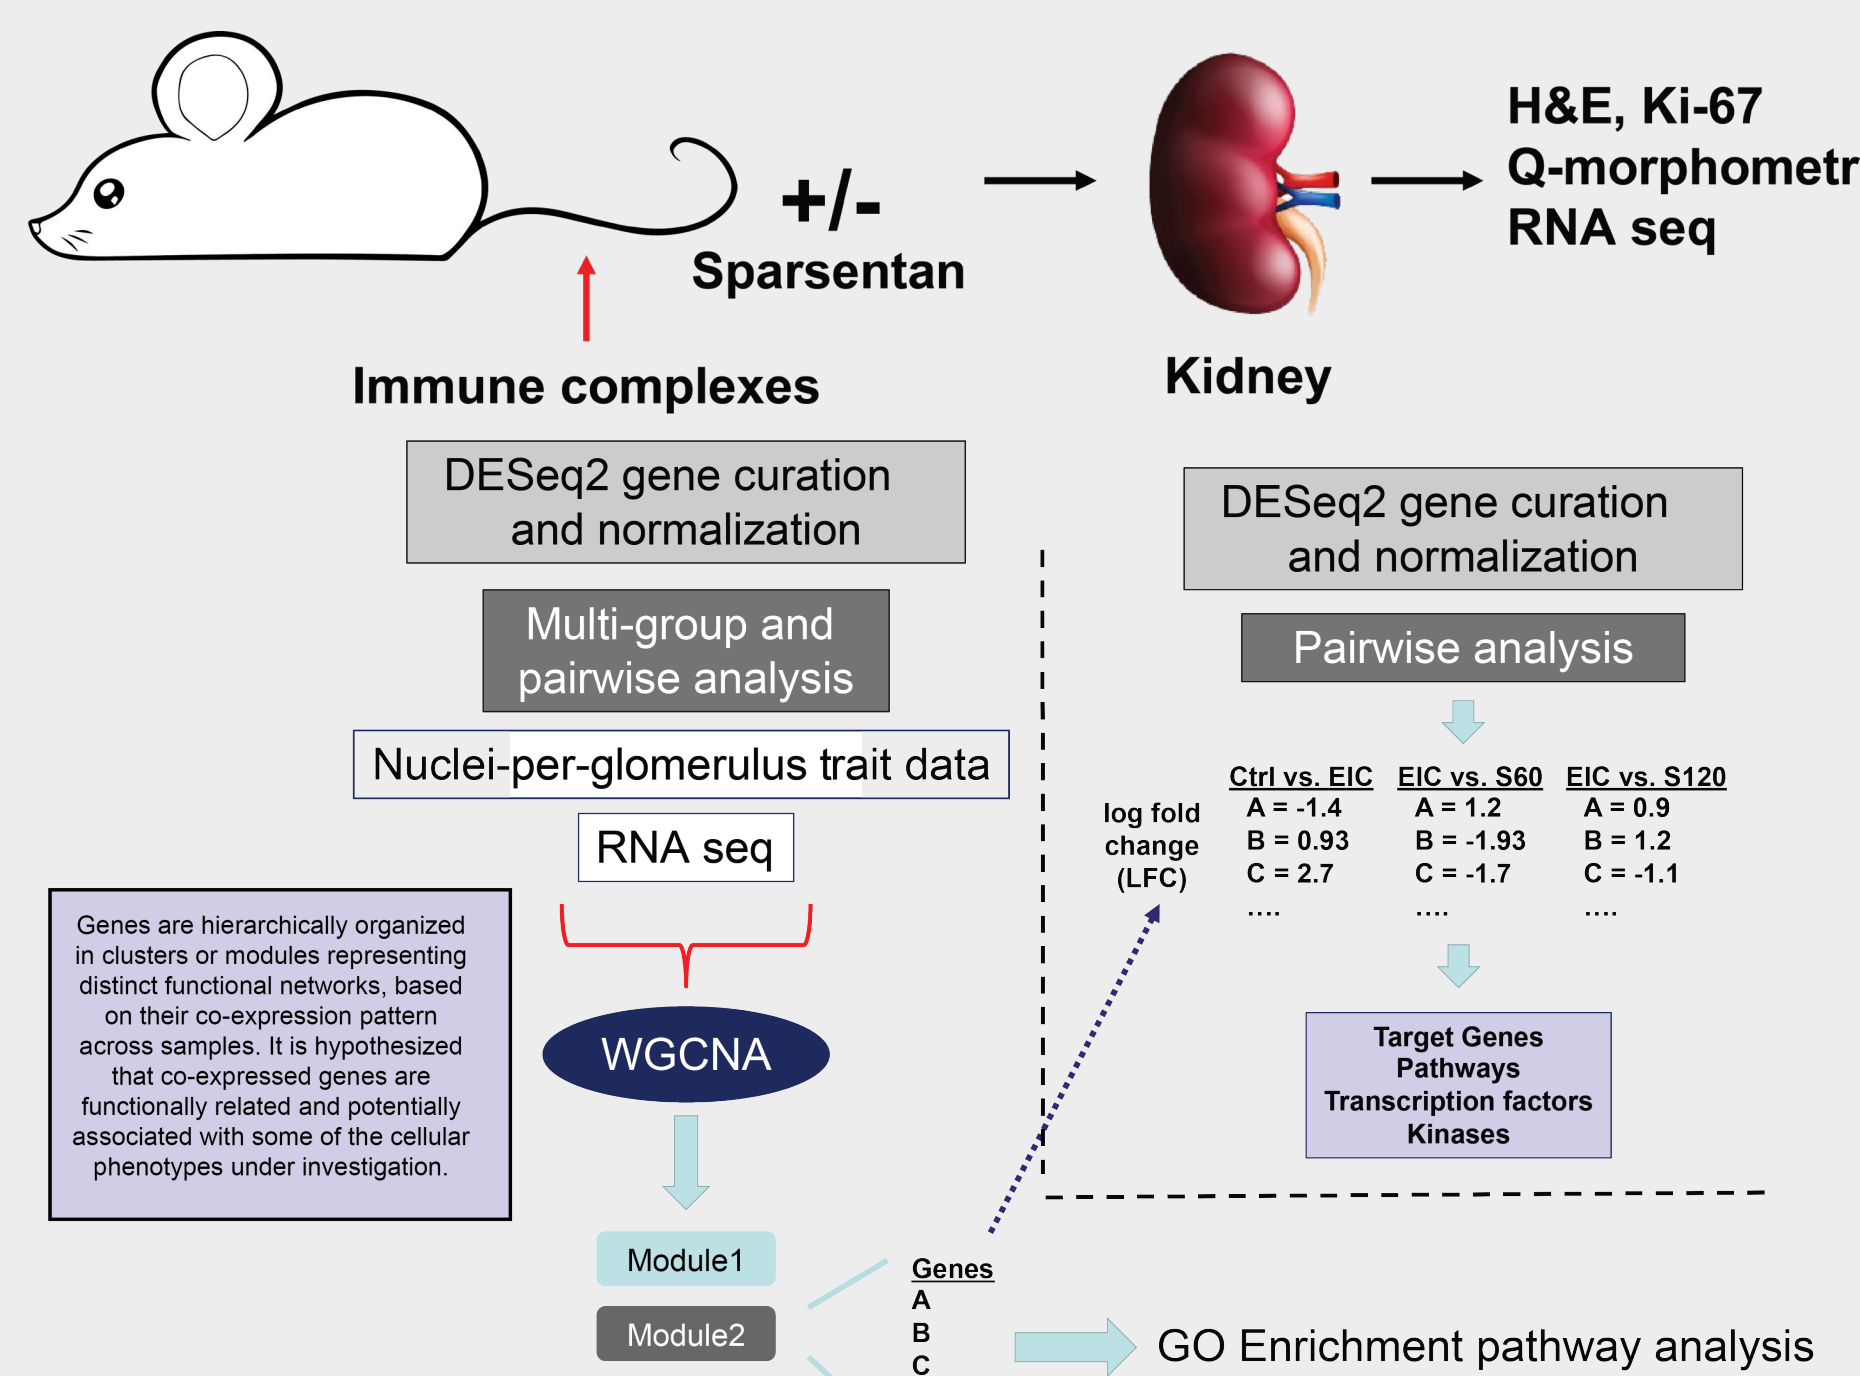 H&E, Ki-67
Q-morphometr
RNA seq
+/-
Sparsentan
Immune complexes
Kidney
DESeq2 gene curation
and normalization
Multi-group and
pairwise analysis
Nuclei-per-glomerulus trait data
RNA seq
Genes are hierarchically organized
in clusters or modules representing
distinct functional networks, based
on their co-expression pattern
across samples. It is hypothesized
that co-expressed genes are
functionally related and potentially
associated with some of the cellular
phenotypes under investigation.
WGCNA
Module1
Module2
Genes
A
B
C
GO Enrichment pathway analysis
DESeq2 gene curation
and normalization
Pairwise analysis
log fold
change
(LFC)
Ctrl vs. EIC
A = -1.4
B = 0.93
C = 2.7
....
EIC vs. S60
A = 1.2
B = -1.93
C = -1.7
....
EIC vs. S120
A = 0.9
B = 1.2
C = -1.1
....
Target Genes
Pathways
Transcription factors
Kinases